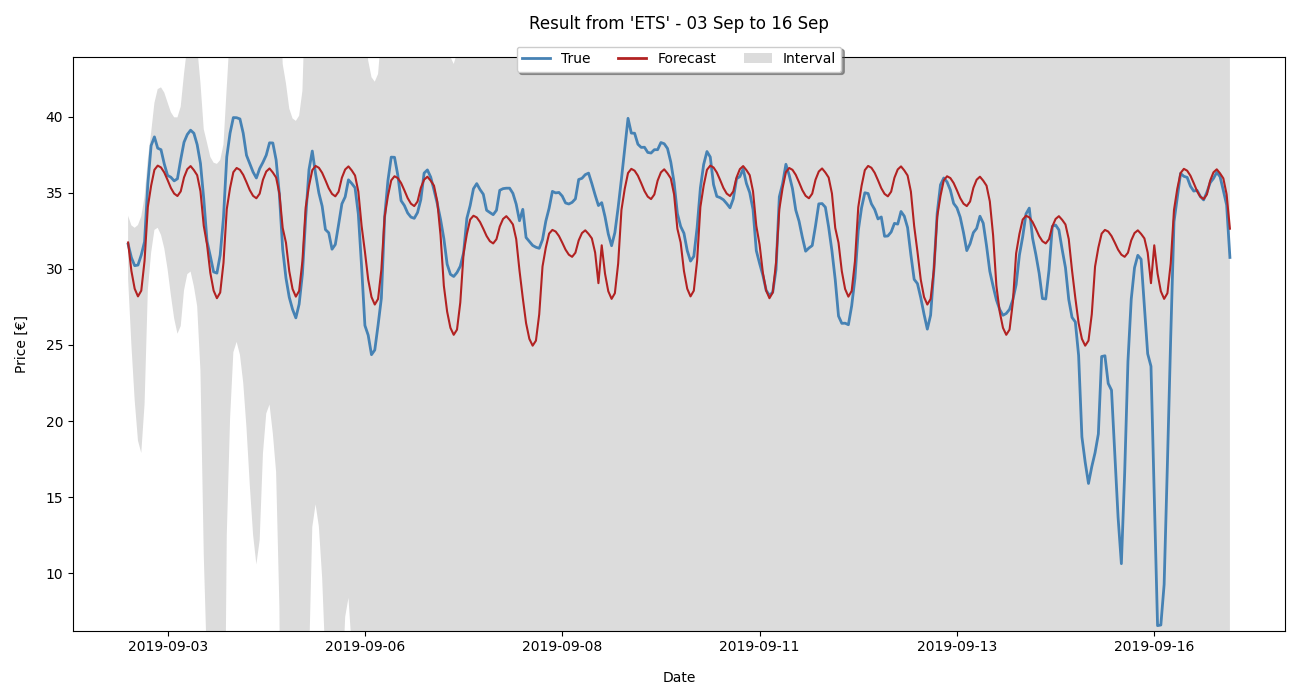 Result from 'ETS' - 03 Sep to 16 Sep
True Forecast Interval
40
35
30
25
20
15
10
Price [€]
2019-09-03 2019-09-06 2019-09-08 2019-09-11 2019-09-13 2019-09-16
Date